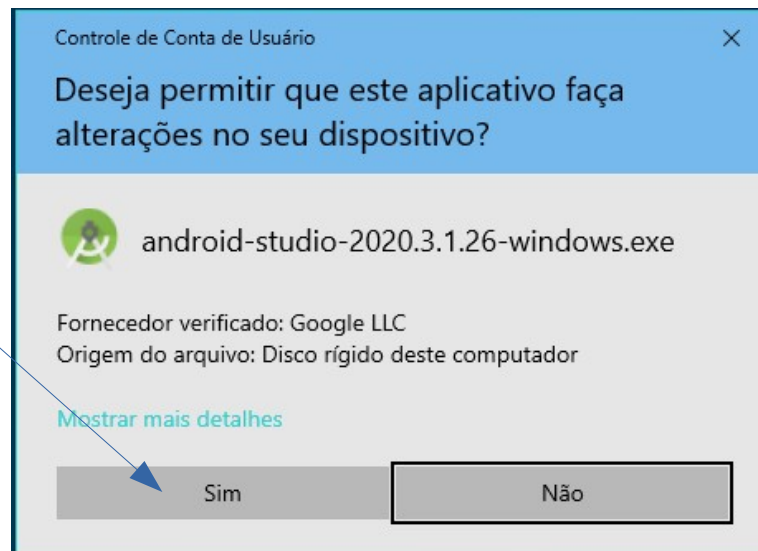 Controle de Conta de Usuário
Deseja permitir que este aplicativo faça
alterações no seu dispositivo?
android-studio-2020.3.1.26-windows.exe
Fornecedor verificado: Google LLC
Origem do arquivo: Disco rígido deste computador
Mostrar mais detalhes
Sim
Não